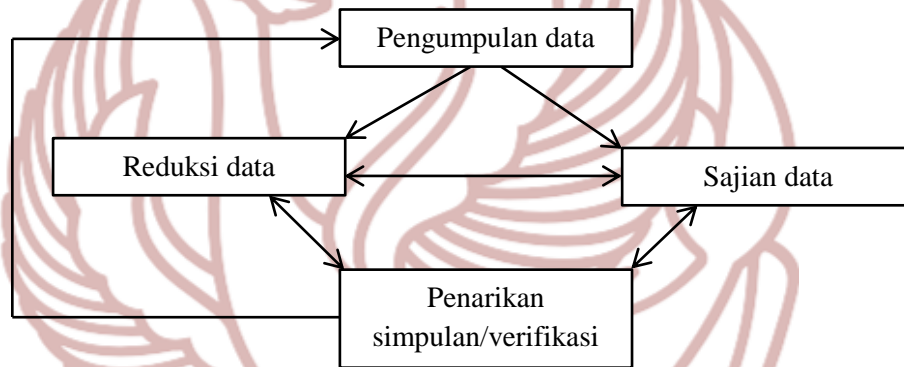 Pengumpulan data
Reduksi data
Sajian data
Penarikan
simpulan/verifikasi